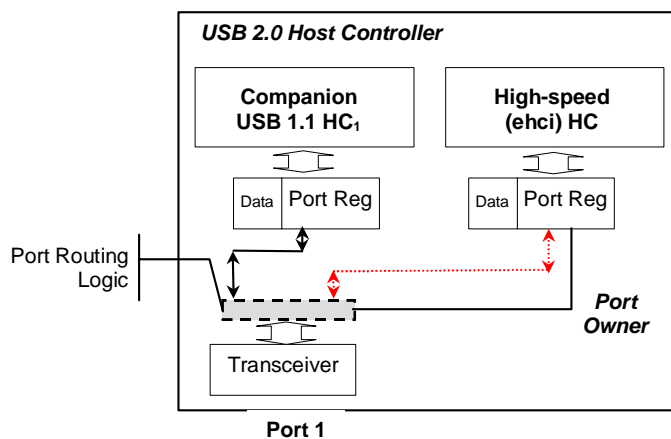 USB 2.0 Host Controller
Companion
USB 1.1 HC₁
High-speed
(ehci) HC
Data
Port Reg
Data
Port Reg
Port Routing
Logic
Port
Owner
Transceiver
Port 1